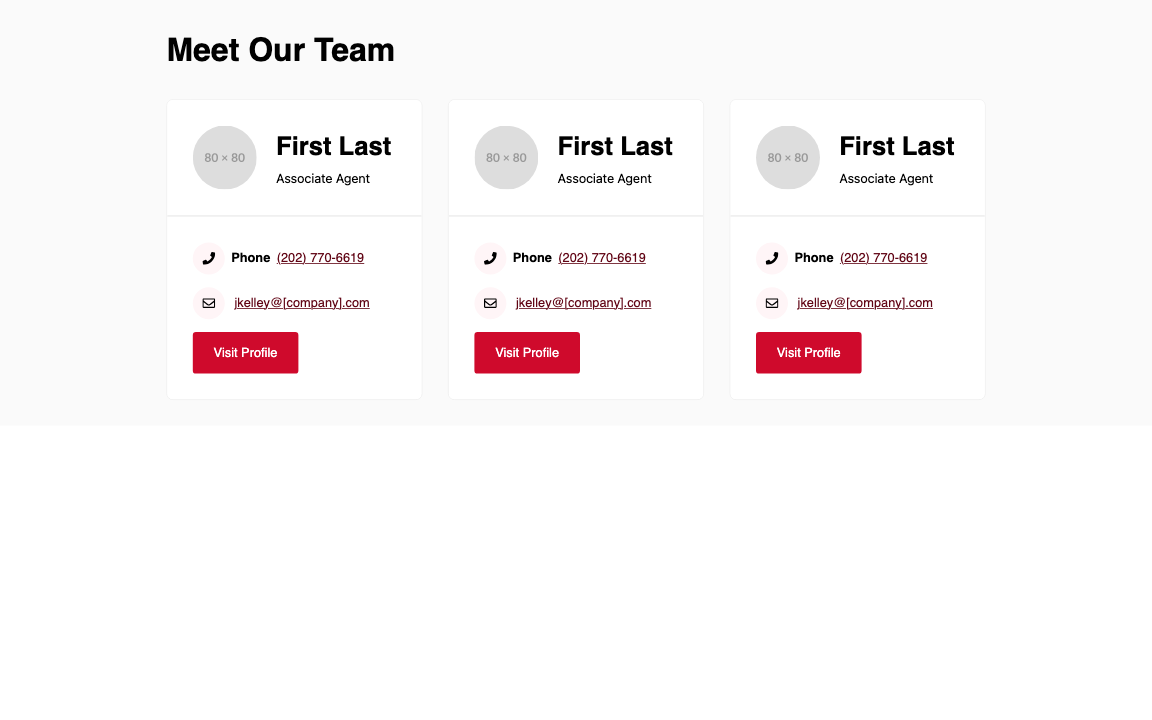 Meet Our Team
80 × 80
First Last
Associate Agent
Phone (202) 770-6619
jkelley@[company].com
Visit Profile
80 × 80
First Last
Associate Agent
Phone (202) 770-6619
jkelley@[company].com
Visit Profile
80 × 80
First Last
Associate Agent
Phone (202) 770-6619
jkelley@[company].com
Visit Profile